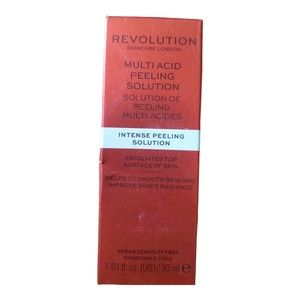 REVOLUTION
SKINCARE LONDON
MULTI ACID
PEELING
SOLUTION
SOLUTION DE
PEELING
MULTI-ACIDES
INTENSE PEELING
SOLUTION
EXFOLIATES TOP
SURFACE OF SKIN
HELPS TO SMOOTH SKIN AND
IMPROVE SKIN'S RADIANCE
VEGAN | CRUELTY FREE
FRAGRANCE FREE
1.01 fl.oz. (US)/30ml e